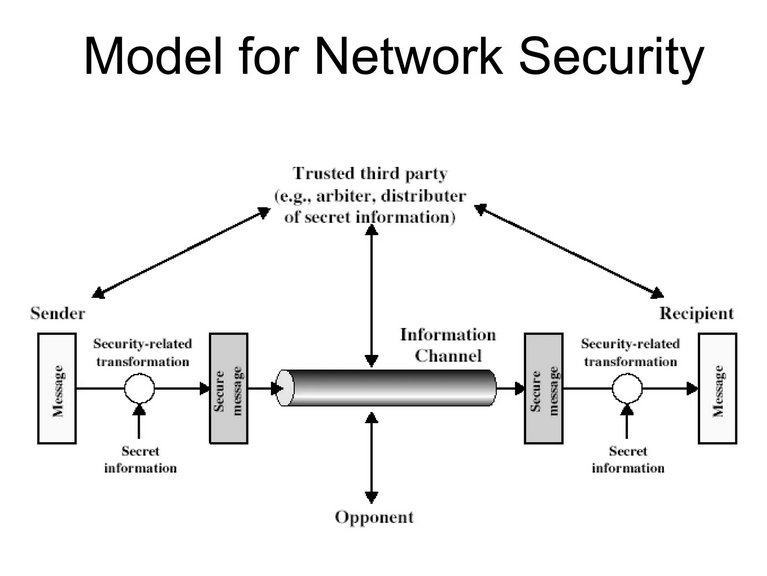 Model for Network Security
Trusted third party
(e.g., arbiter, distributer
of secret information)
Sender
Recipient
Information
Channel
Security-related
transformation
Security-related
transformation
Message
Secure
message
Secure
message
Message
Secret
information
Secret
information
Opponent